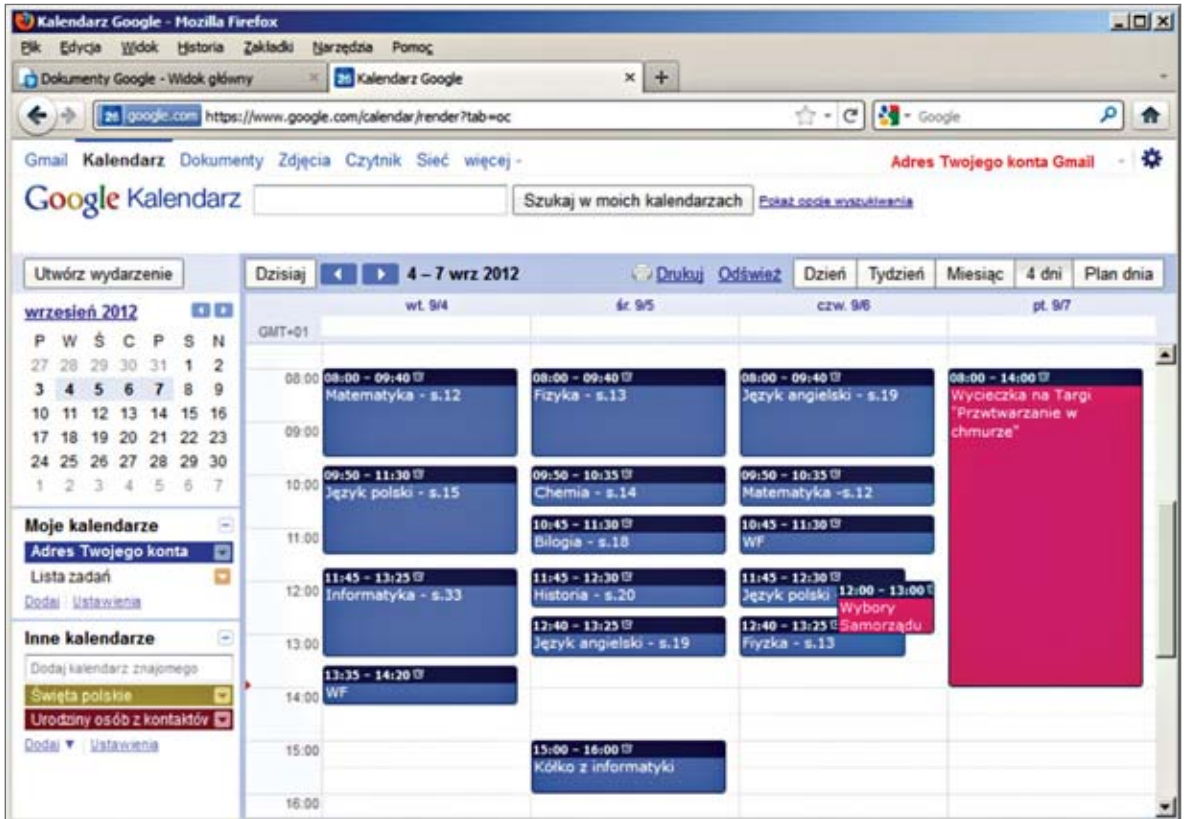 Kalendarz Google - Mozilla Firefox
Plik Edycja Widok Historia Zakładki Narzędzia Pomoc
Dokumenty Google - Widok główny
26 Kalendarz Google
26 google.com https://www.google.com/calendar/render?tab=oc
Google
Gmail Kalendarz Dokumenty Zdjęcia Czytnik Sieć więcej
Adres Twojego konta Gmail
Google Kalendarz
Szukaj w moich kalendarzach
Pokaż opcje wyszukiwania
Utwórz wydarzenie
Dzisiaj
4 – 7 wrz 2012
Drukuj Odśwież
Dzień Tydzień Miesiąc 4 dni Plan dnia
wrzesień 2012
P W Ś C P S N
27 28 29 30 31 1 2
3 4 5 6 7 8 9
10 11 12 13 14 15 16
17 18 19 20 21 22 23
24 25 26 27 28 29 30
1 2 3 4 5 6 7
Moje kalendarze
Adres Twojego konta
Lista zadań
Dodaj Ustawienia
Inne kalendarze
Dodaj kalendarz znajomego
Święta polskie
Urodziny osób z kontaktów
Dodaj Ustawienia
wt. 9/4 śr. 9/5 czw. 9/6 pt. 9/7
GMT+01
08:00
09:00
10:00
11:00
12:00
13:00
14:00
15:00
16:00
08:00 – 09:40
Matematyka - s.12
09:50 – 11:30
Język polski - s.15
11:45 – 13:25
Informatyka - s.33
13:35 – 14:20
WF
08:00 – 09:40
Fizyka - s.13
09:50 – 10:35
Chemia - s.14
10:45 – 11:30
Bilogia - s.18
11:45 – 12:30
Historia - s.20
12:40 – 13:25
Język angielski - s.19
15:00 – 16:00
Kółko z informatyki
08:00 – 09:40
Język angielski - s.19
09:50 – 10:35
Matematyka -s.12
10:45 – 11:30
WF
11:45 – 12:30
Język polski
12:00 – 13:00
Wybory
Samorządu
12:40 – 13:25
Fiyzka - s.13
08:00 – 14:00
Wycieczka na Targi
"Przwtwarzanie w
chmurze"